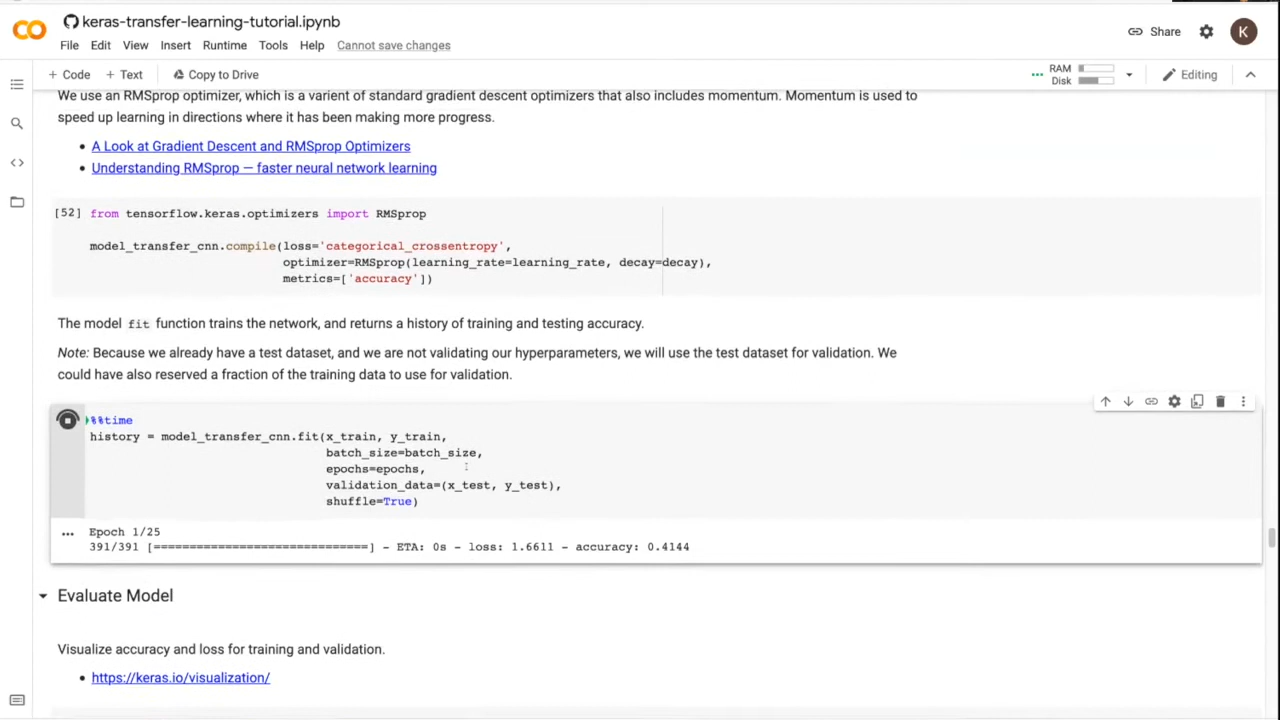 keras-transfer-learning-tutorial.ipynb
File Edit View Insert Runtime Tools Help Cannot save changes
Share
K
+ Code + Text Copy to Drive
RAM
Disk
Editing
We use an RMSprop optimizer, which is a varient of standard gradient descent optimizers that also includes momentum. Momentum is used to
speed up learning in directions where it has been making more progress.
• A Look at Gradient Descent and RMSprop Optimizers
• Understanding RMSprop — faster neural network learning
[52] from tensorflow.keras.optimizers import RMSprop
model_transfer_cnn.compile(loss='categorical_crossentropy',
optimizer=RMSprop(learning_rate=learning_rate, decay=decay),
metrics=['accuracy'])
The model fit function trains the network, and returns a history of training and testing accuracy.
Note: Because we already have a test dataset, and we are not validating our hyperparameters, we will use the test dataset for validation. We
could have also reserved a fraction of the training data to use for validation.
%%time
history = model_transfer_cnn.fit(x_train, y_train,
batch_size=batch_size,
epochs=epochs,
validation_data=(x_test, y_test),
shuffle=True)
Epoch 1/25
391/391 [==============================] - ETA: 0s - loss: 1.6611 - accuracy: 0.4144
Evaluate Model
Visualize accuracy and loss for training and validation.
• https://keras.io/visualization/